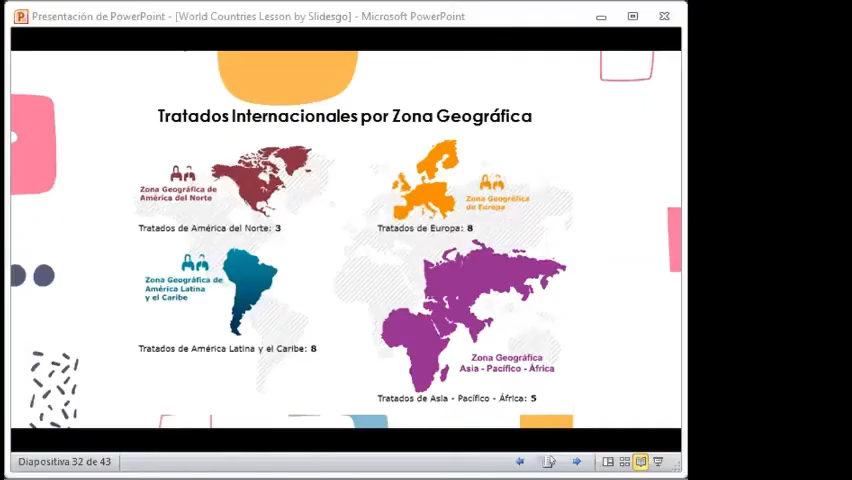 Presentación de PowerPoint - [World Countries Lesson by Slidesgo] - Microsoft PowerPoint
Tratados Internacionales por Zona Geográfica
Zona Geográfica de
América del Norte
Tratados de América del Norte: 3
Zona Geográfica
de Europa
Tratados de Europa: 8
Zona Geográfica de
América Latina
y el Caribe
Tratados de América Latina y el Caribe: 8
Zona Geográfica
Asia - Pacífico - África
Tratados de Asia - Pacífico - África: 5
Diapositiva 32 de 43